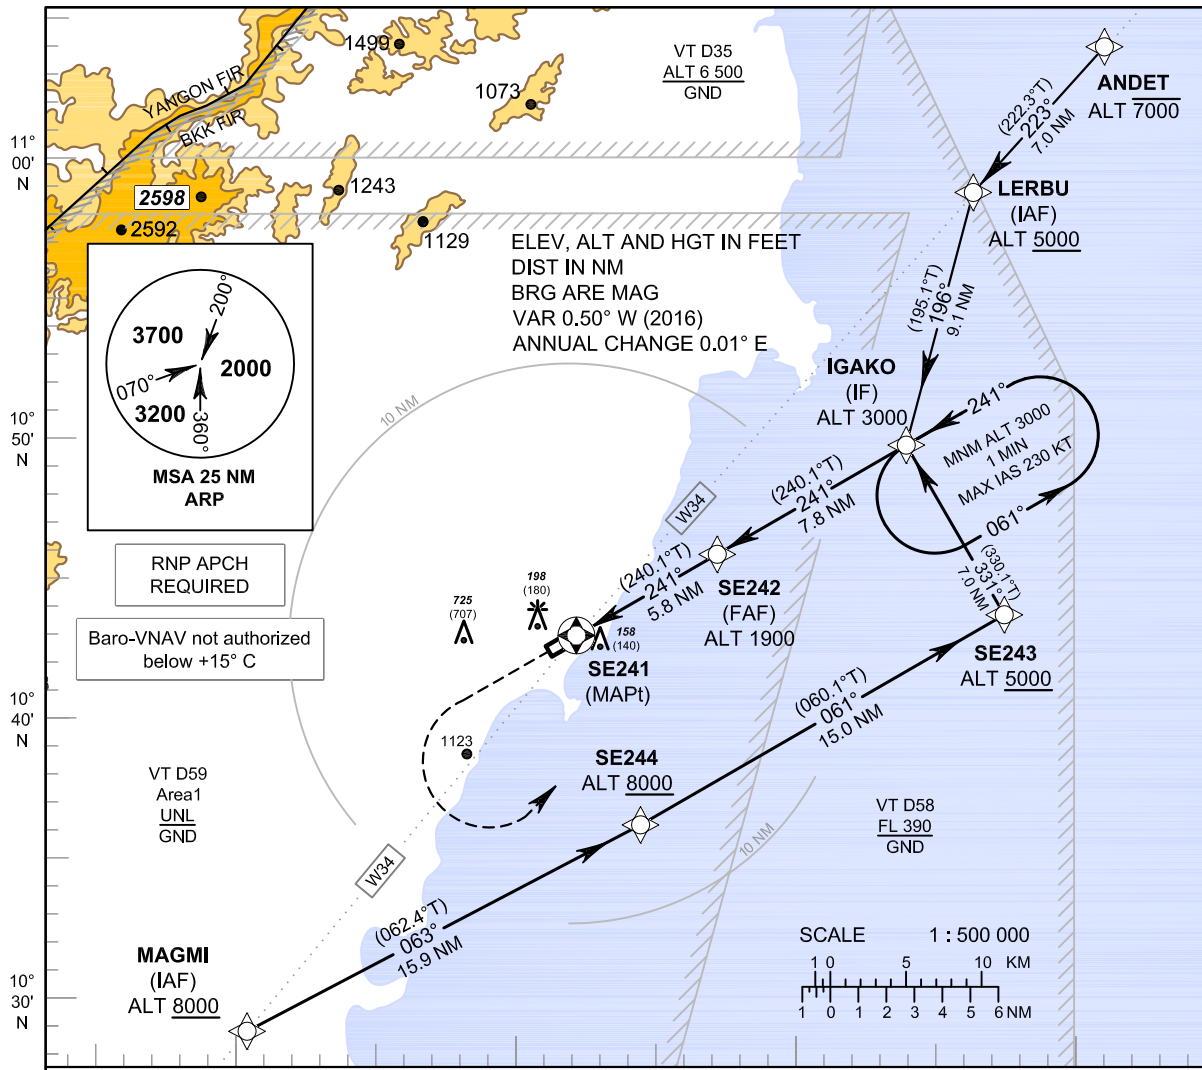 1499
VT D35
ALT 6 500
GND
1073
YANGON FIR
BKK FIR
ANDET
ALT 7000
(222.3°T)
223°
7.0 NM
11°
00'
N
2598
2592
1243
1129
LERBU
(IAF)
ALT 5000
ELEV, ALT AND HGT IN FEET
DIST IN NM
BRG ARE MAG
VAR 0.50° W (2016)
ANNUAL CHANGE 0.01° E
200°
3700
2000
070°
3200
360°
MSA 25 NM
ARP
(195.1°T)
196°
9.1 NM
IGAKO
(IF)
ALT 3000
10 NM
10°
50'
N
241°
MNM ALT 3000
1 MIN
MAX IAS 230 KT
061°
(240.1°T)
241°
7.8 NM
W34
RNP APCH
REQUIRED
Baro-VNAV not authorized
below +15° C
(240.1°T)
241°
5.8 NM
198
(180)
725
(707)
158
(140)
SE242
(FAF)
ALT 1900
(330.1°T)
331°
7.0 NM
SE241
(MAPt)
SE243
ALT 5000
10°
40'
N
(060.1°T)
061°
15.0 NM
1123
SE244
ALT 8000
VT D59
Area1
UNL
GND
VT D58
FL 390
GND
10 NM
W34
(062.4°T)
063°
15.9 NM
MAGMI
(IAF)
ALT 8000
10°
30'
N
SCALE 1 : 500 000
1 0 5 10 KM
1 0 1 2 3 4 5 6 NM